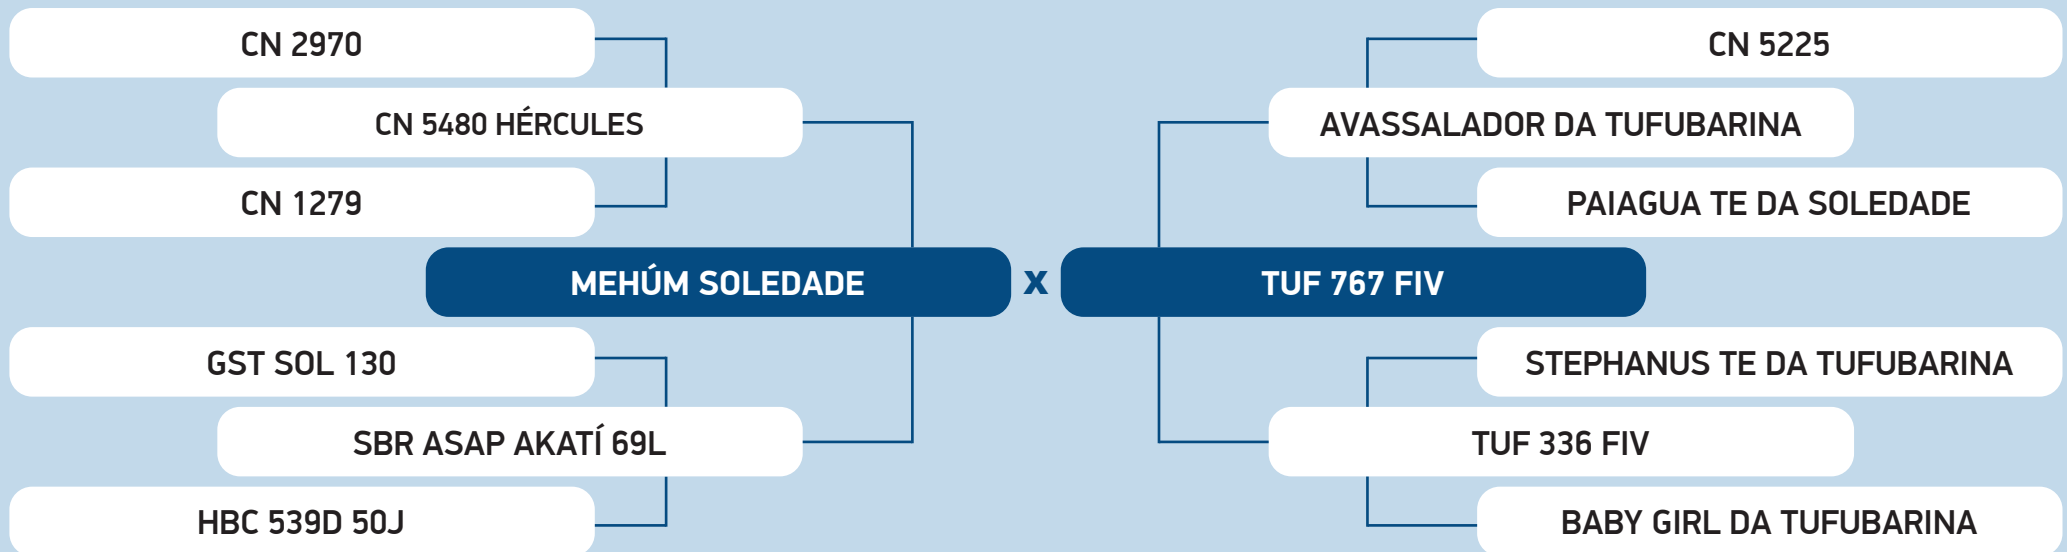 CN 2970
CN 5225
CN 5480 HÉRCULES
AVASSALADOR DA TUFUBARINA
CN 1279
PAIAGUA TE DA SOLEDADE
MEHÚM SOLEDADE X TUF 767 FIV
GST SOL 130
STEPHANUS TE DA TUFUBARINA
SBR ASAP AKATÍ 69L
TUF 336 FIV
HBC 539D 50J
BABY GIRL DA TUFUBARINA